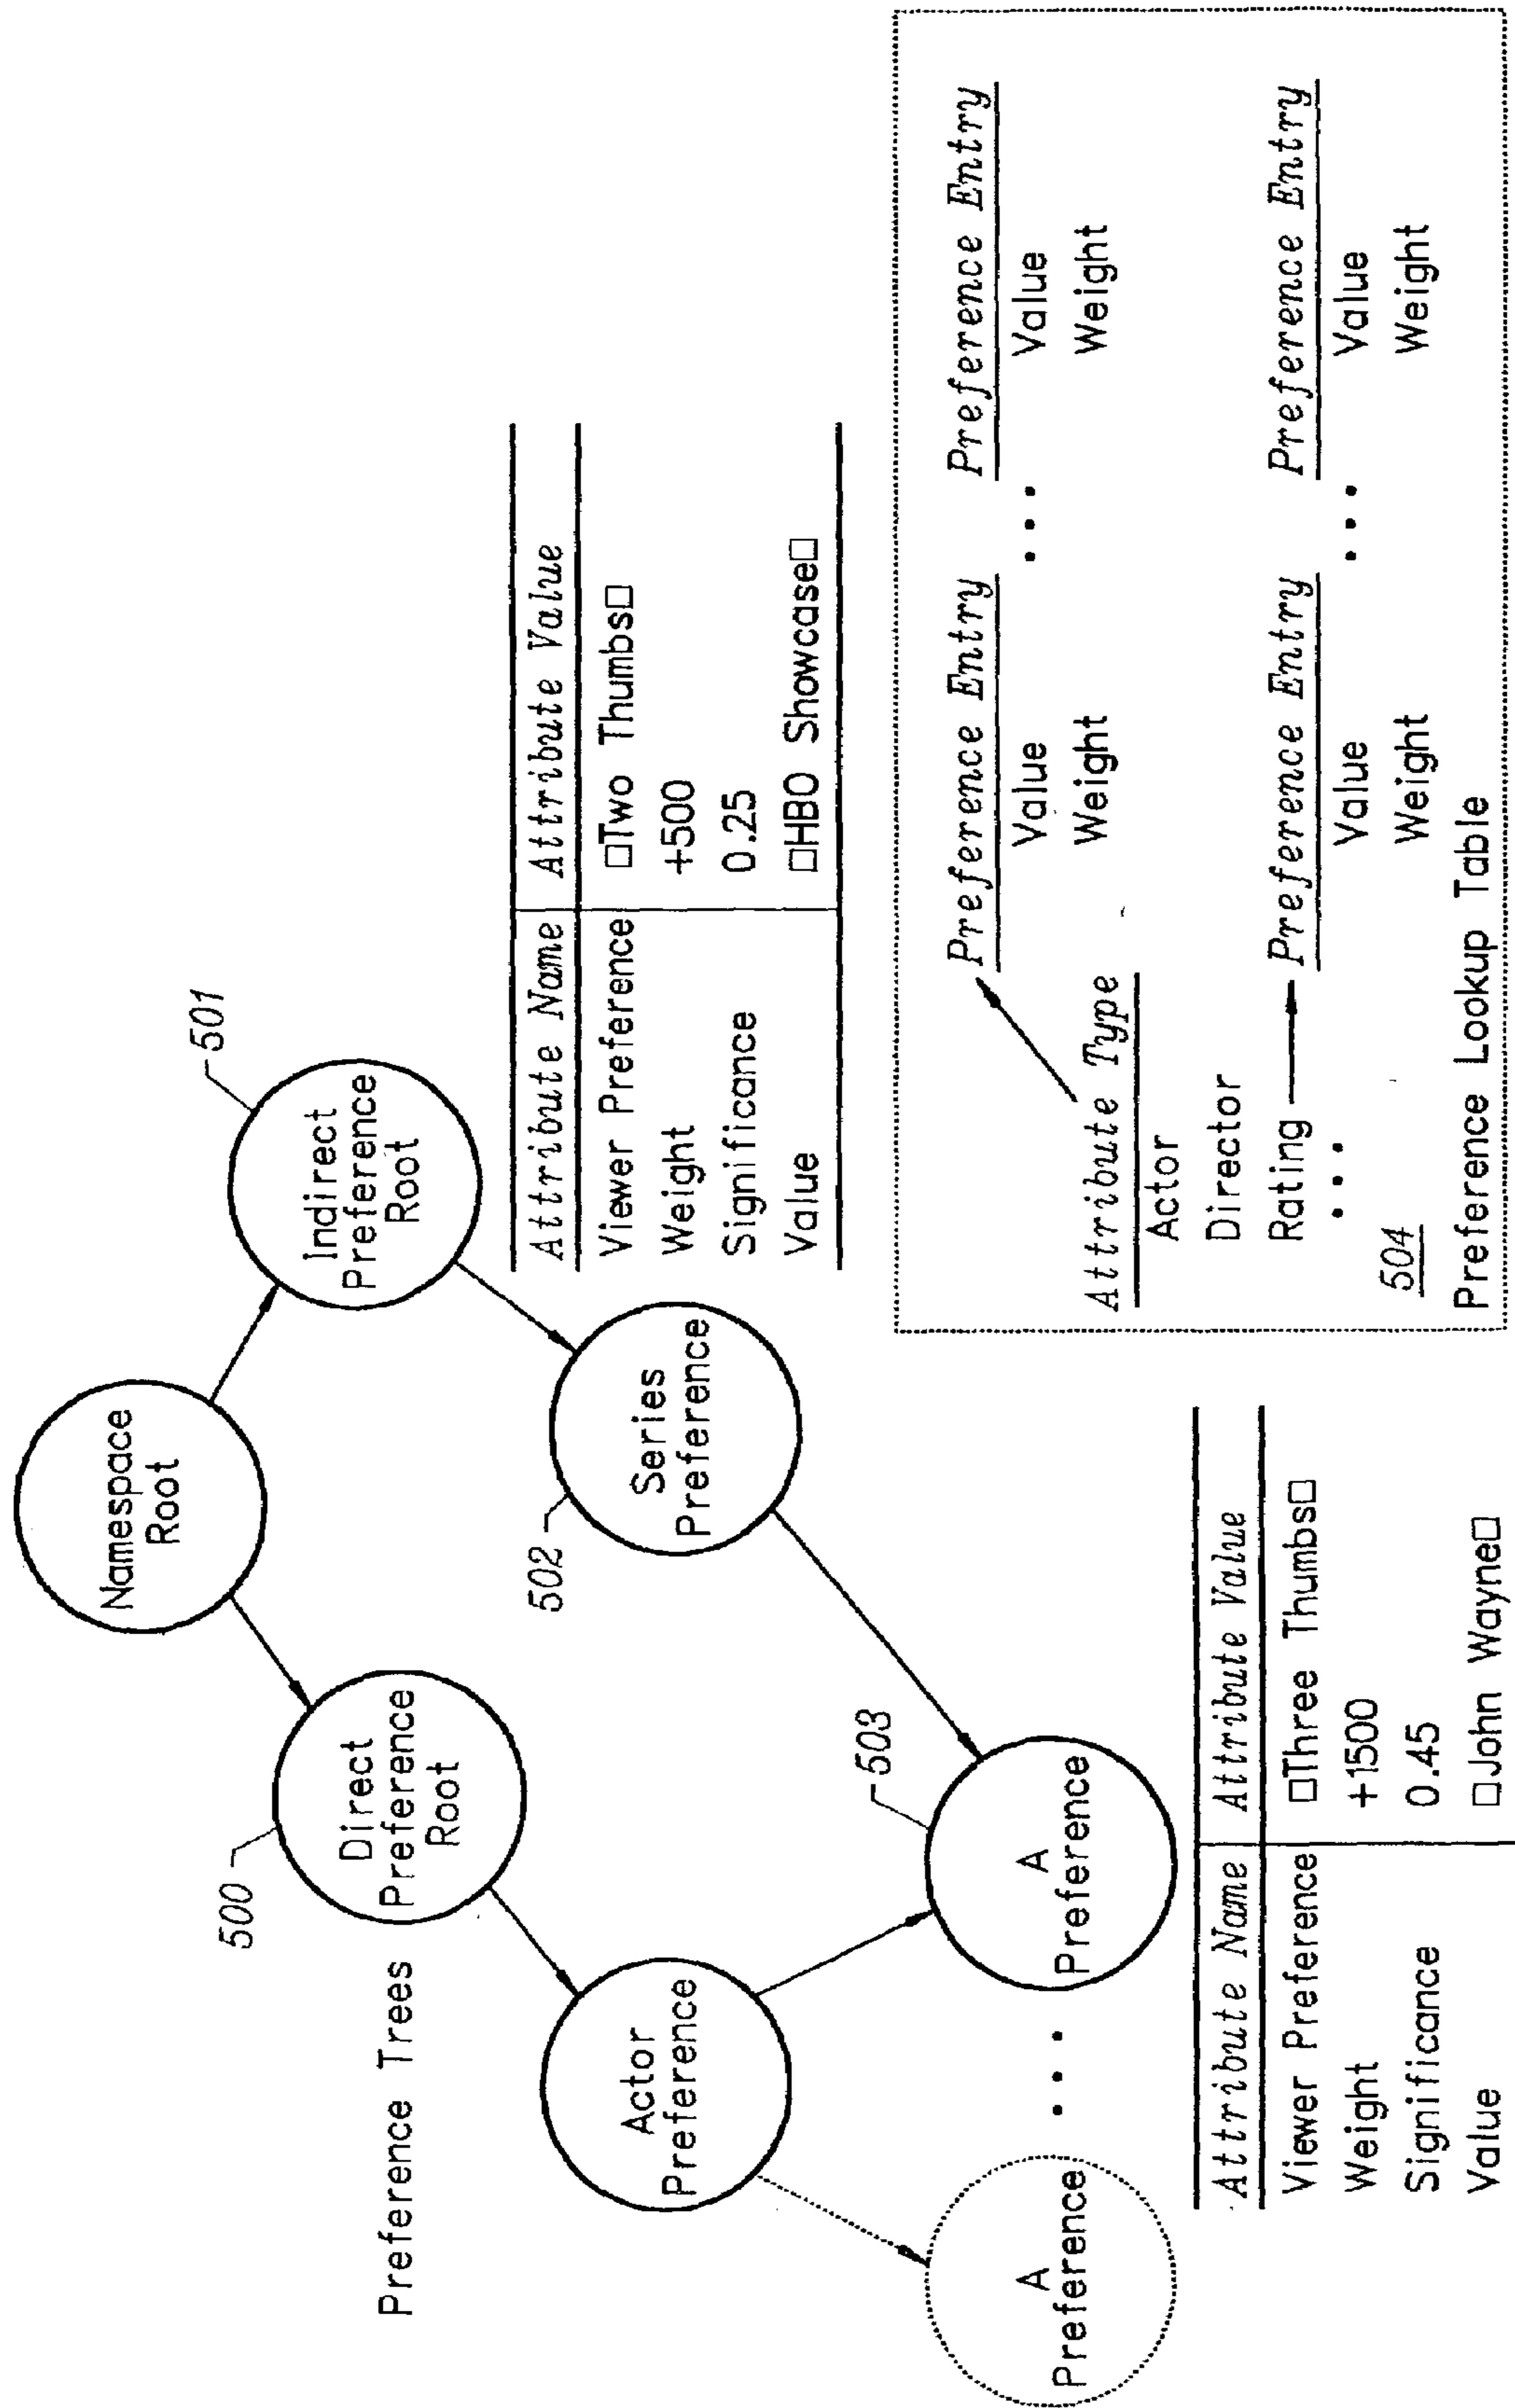 Namespace
Root
501
Indirect
Preference
Root
500
Direct
Preference
Root
Preference Trees
502
Series
Preference
Actor
Preference
503
A
Preference
...
A
Preference
Attribute Name Attribute Value
Viewer Preference □Two Thumbs□
Weight +500
Significance 0.25
Value □HBO Showcase□
Attribute Name Attribute Value
Viewer Preference □Three Thumbs□
Weight +1500
Significance 0.45
Value □John Wayne□
Preference Entry Preference Entry
Value ... Value
Weight Weight
Attribute Type
Actor
Director
Rating Preference Entry Preference Entry
... Value ... Value
Weight Weight
504
Preference Lookup Table